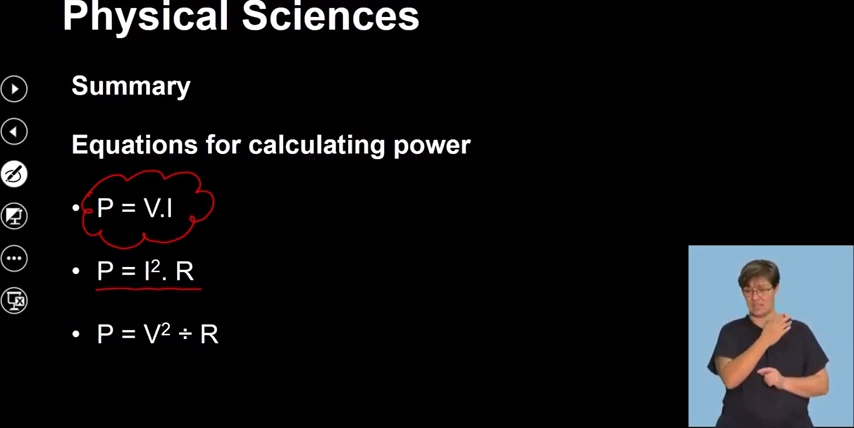 Physical Sciences
Summary
Equations for calculating power
• P = V.I
• P = I². R
• P = V² ÷ R